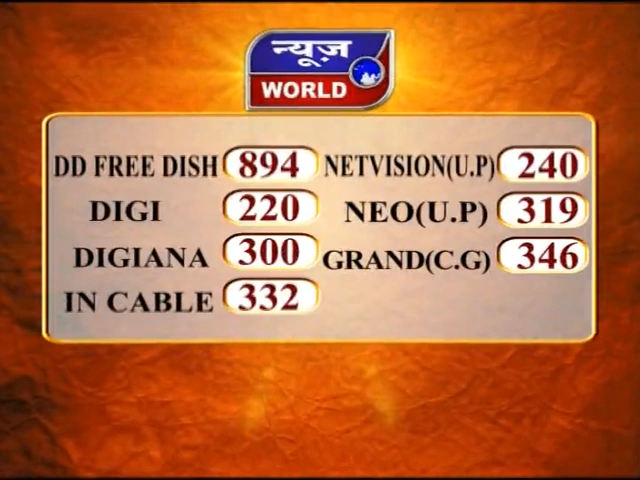 न्यूज़
WORLD
DD FREE DISH 894 NETVISION(U.P) 240
DIGI 220 NEO(U.P) 319
DIGIANA 300 GRAND(C.G) 346
IN CABLE 332